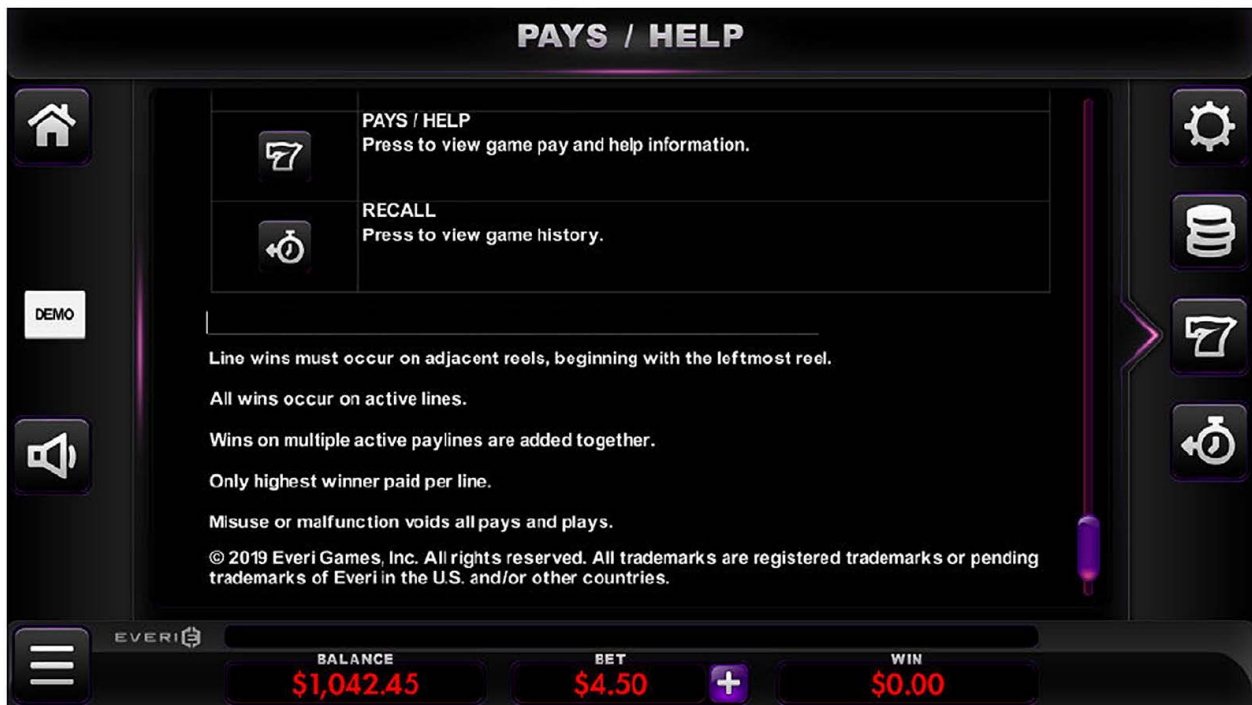 PAYS / HELP
PAYS / HELP
Press to view game pay and help information.
RECALL
Press to view game history.
DEMO
Line wins must occur on adjacent reels, beginning with the leftmost reel.
All wins occur on active lines.
Wins on multiple active paylines are added together.
Only highest winner paid per line.
Misuse or malfunction voids all pays and plays.
© 2019 Everi Games, Inc. All rights reserved. All trademarks are registered trademarks or pending
trademarks of Everi in the U.S. and/or other countries.
EVERI
BALANCE
$1,042.45
BET
$4.50
WIN
$0.00